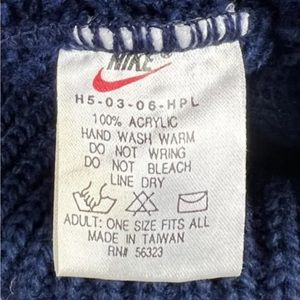 NIKE
H5-03-06-HPL
100% ACRYLIC
HAND WASH WARM
DO NOT WRING
DO NOT BLEACH
LINE DRY
ADULT: ONE SIZE FITS ALL
MADE IN TAIWAN
RN# 56323